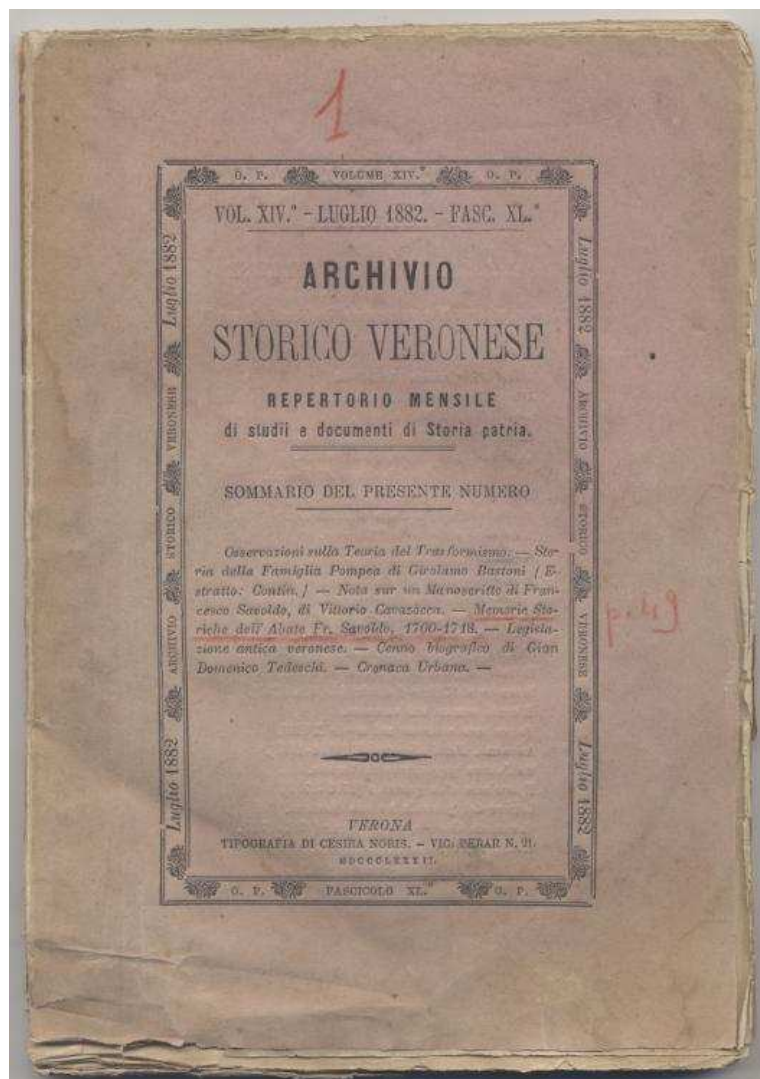 1
O. P. VOLUME XIV.° O. P.
VOL. XIV.° - LUGLIO 1882. - FASC. XL.°
ARCHIVIO
STORICO VERONESE
REPERTORIO MENSILE
di studii e documenti di Storia patria.
SOMMARIO DEL PRESENTE NUMERO
Osservazioni sulla Teoria del Trasformismo. — Sto-
ria della Famiglia Pompea di Girolamo Bastoni (E-
stratto: Contin.) — Nota sur un Manoscritto di Fran-
cesco Savoldo, di Vittorio Cavazocca. — Memorie Sto-
riche dell' Abate Fr. Savoldo, 1700-1718. — Legisla-
zione antica veronese. — Cenno biografico di Gian
Domenico Tedeschi. — Cronaca Urbana. —
p. 49
VERONA
TIPOGRAFIA DI CESIRA NORIS. - VIC. BERAR N. 21.
MDCCCLXXXII.
O. P. FASCICOLO XL.° O. P.
Luglio 1882 ARCHIVIO STORICO VERONESE Luglio 1882
Luglio 1882 ARCHIVIO STORICO VERONESE Luglio 1882